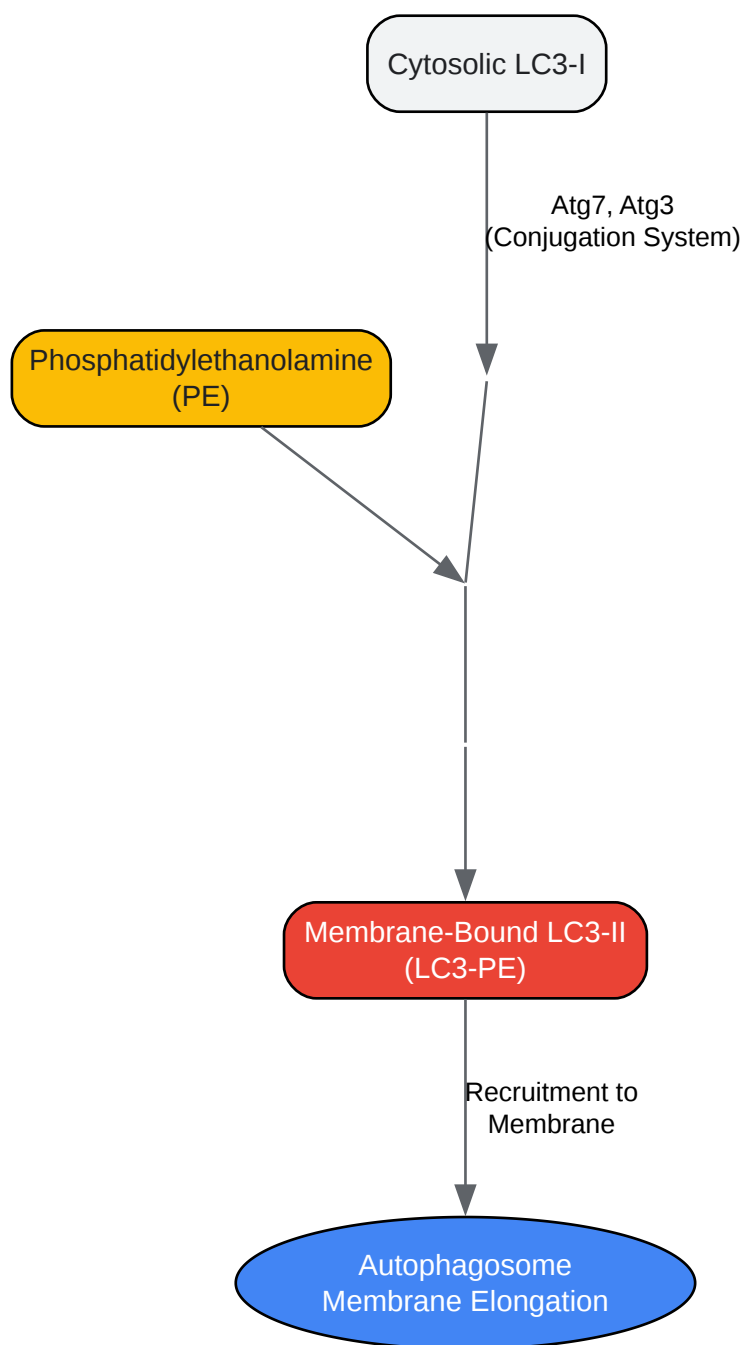 Cytosolic LC3-I
Atg7, Atg3
(Conjugation System)
Phosphatidylethanolamine
(PE)
Membrane-Bound LC3-II
(LC3-PE)
Recruitment to
Membrane
Autophagosome
Membrane Elongation